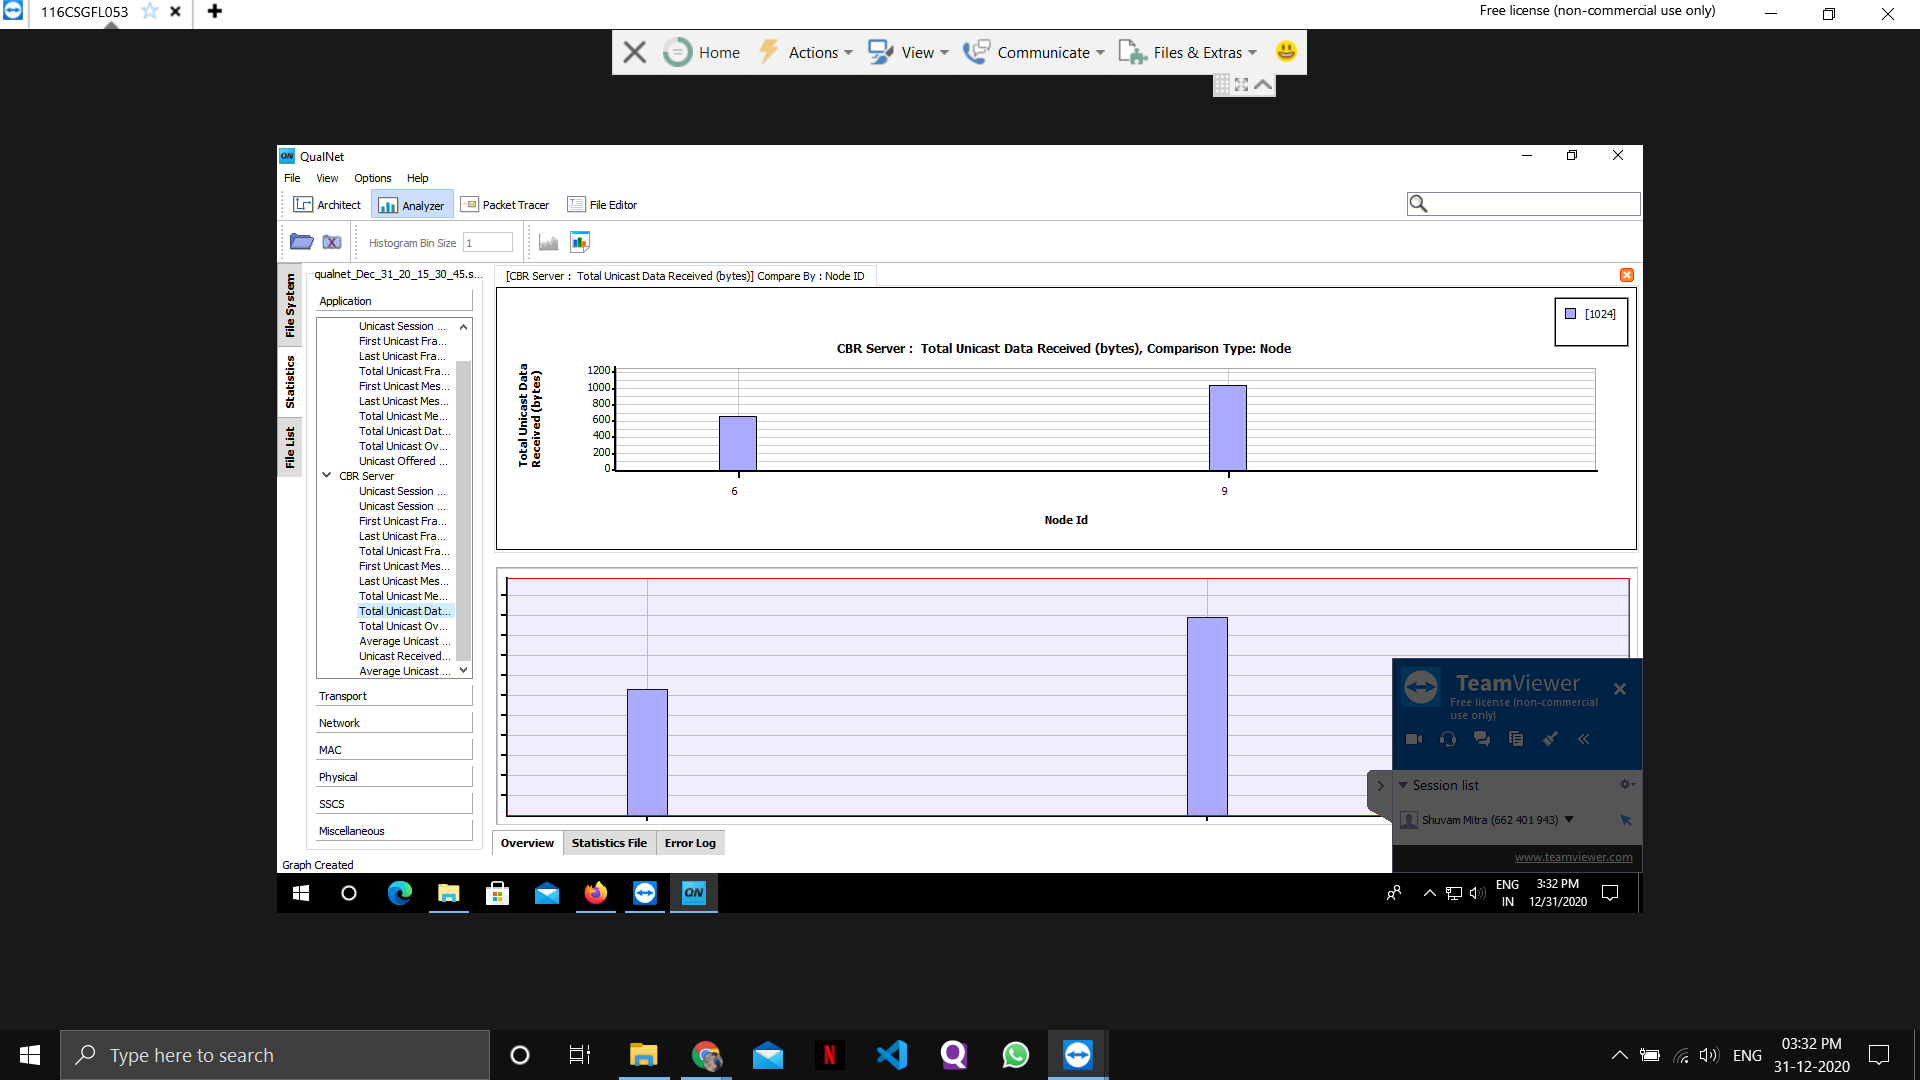 116CSGFL053
Free license (non-commercial use only)
Home
Actions
View
Communicate
Files & Extras
QN QualNet
File View Options Help
Architect
Analyzer
Packet Tracer
File Editor
Histogram Bin Size 1
File System
Statistics
File List
qualnet_Dec_31_20_15_30_45.s...
Application
Unicast Session ...
First Unicast Fra...
Last Unicast Fra...
Total Unicast Fra...
First Unicast Mes...
Last Unicast Mes...
Total Unicast Me...
Total Unicast Dat...
Total Unicast Ov...
Unicast Offered ...
CBR Server
Unicast Session ...
Unicast Session ...
First Unicast Fra...
Last Unicast Fra...
Total Unicast Fra...
First Unicast Mes...
Last Unicast Mes...
Total Unicast Me...
Total Unicast Dat...
Total Unicast Ov...
Average Unicast ...
Unicast Received...
Average Unicast ...
Transport
Network
MAC
Physical
SSCS
Miscellaneous
Graph Created
[CBR Server : Total Unicast Data Received (bytes)] Compare By : Node ID
[1024]
CBR Server : Total Unicast Data Received (bytes), Comparison Type: Node
Total Unicast Data
Received (bytes)
1200
1000
800
600
400
200
0
6
9
Node Id
Overview
Statistics File
Error Log
TeamViewer
Free license (non-commercial
use only)
Session list
Shuvam Mitra (662 401 943)
www.teamviewer.com
QN
ENG
IN
3:32 PM
12/31/2020
Type here to search
N
Q
ENG
03:32 PM
31-12-2020